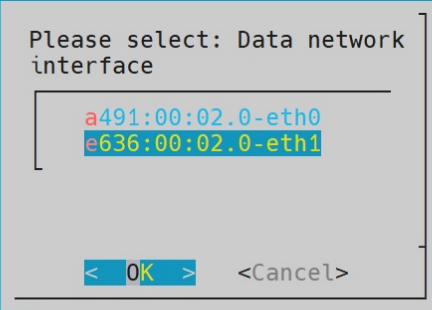 Please select: Data network
interface
a491:00:02.0-eth0
e636:00:02.0-eth1
<  OK  > <Cancel>